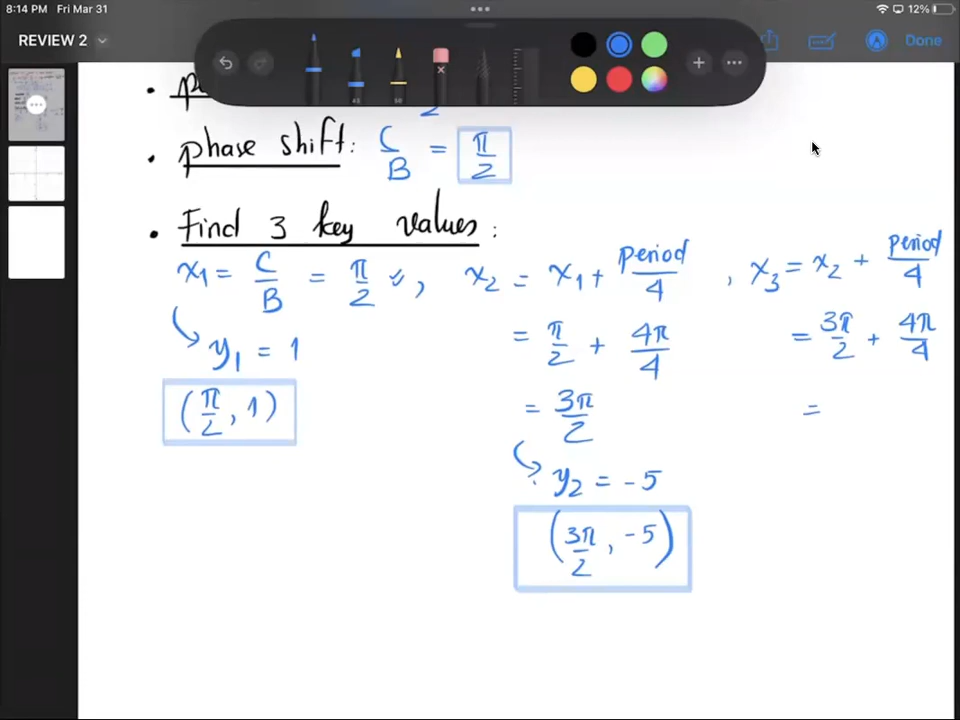 8:14 PM Fri Mar 31
12%
REVIEW 2
Done
2
• phase shift: C/B = π/2
• Find 3 key values:
x₁ = C/B = π/2 , x₂ = x₁ + period/4 , x₃ = x₂ + period/4
y₁ = 1 = π/2 + 4π/4 = 3π/2 + 4π/4
(π/2, 1) = 3π/2 =
y₂ = -5
(3π/2, -5)